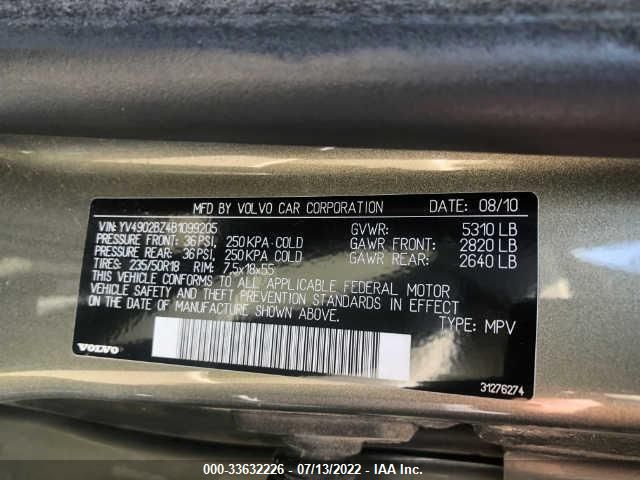 MFD BY VOLVO CAR CORPORATION DATE: 08/10
VIN: YV4902BZ4B1099205 GVWR: 5310 LB
PRESSURE FRONT: 36 PSI, 250 KPA COLD GAWR FRONT: 2820 LB
PRESSURE REAR: 36 PSI, 250 KPA COLD GAWR REAR: 2640 LB
TIRES: 235/50R18 RIM: 7,5x18x55
THIS VEHICLE CONFORMS TO ALL APPLICABLE FEDERAL MOTOR
VEHICLE SAFETY AND THEFT PREVENTION STANDARDS IN EFFECT
ON THE DATE OF MANUFACTURE SHOWN ABOVE.
TYPE: MPV
VOLVO
31276274
000-33632226 - 07/13/2022 - IAA Inc.